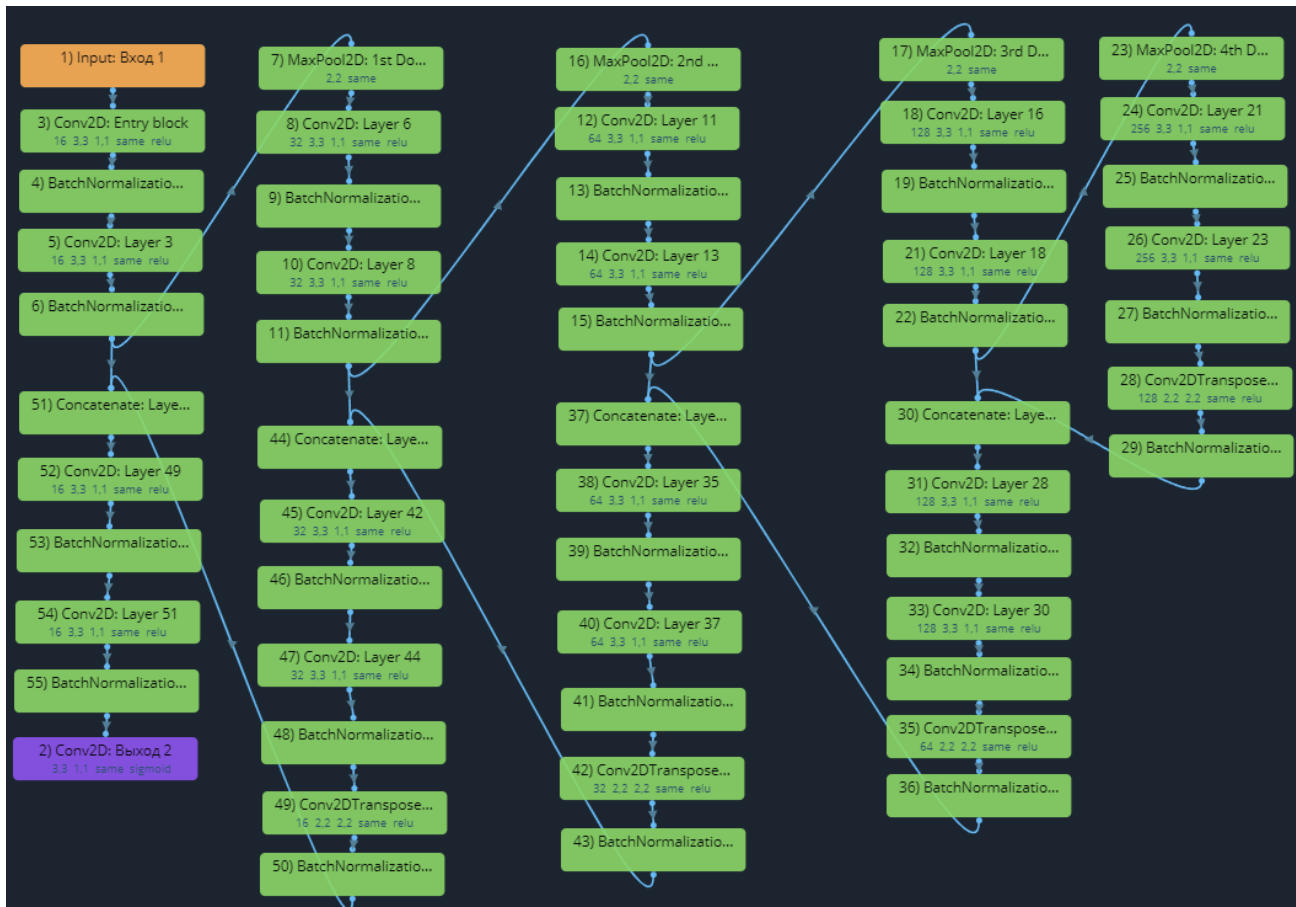 1) Input: Вход 1
3) Conv2D: Entry block
16 3,3 1,1 same relu
4) BatchNormalizatio...
5) Conv2D: Layer 3
16 3,3 1,1 same relu
6) BatchNormalizatio...
51) Concatenate: Laye...
52) Conv2D: Layer 49
16 3,3 1,1 same relu
53) BatchNormalizatio...
54) Conv2D: Layer 51
16 3,3 1,1 same relu
55) BatchNormalizatio...
2) Conv2D: Выход 2
3,3 1,1 same sigmoid
7) MaxPool2D: 1st Do...
2,2 same
8) Conv2D: Layer 6
32 3,3 1,1 same relu
9) BatchNormalizatio...
10) Conv2D: Layer 8
32 3,3 1,1 same relu
11) BatchNormalizatio...
44) Concatenate: Laye...
45) Conv2D: Layer 42
32 3,3 1,1 same relu
46) BatchNormalizatio...
47) Conv2D: Layer 44
32 3,3 1,1 same relu
48) BatchNormalizatio...
49) Conv2DTranspose...
16 2,2 2,2 same relu
50) BatchNormalizatio...
16) MaxPool2D: 2nd ...
2,2 same
12) Conv2D: Layer 11
64 3,3 1,1 same relu
13) BatchNormalizatio...
14) Conv2D: Layer 13
64 3,3 1,1 same relu
15) BatchNormalizatio...
37) Concatenate: Laye...
38) Conv2D: Layer 35
64 3,3 1,1 same relu
39) BatchNormalizatio...
40) Conv2D: Layer 37
64 3,3 1,1 same relu
41) BatchNormalizatio...
42) Conv2DTranspose...
32 2,2 2,2 same relu
43) BatchNormalizatio...
17) MaxPool2D: 3rd D...
2,2 same
18) Conv2D: Layer 16
128 3,3 1,1 same relu
19) BatchNormalizatio...
21) Conv2D: Layer 18
128 3,3 1,1 same relu
22) BatchNormalizatio...
30) Concatenate: Laye...
31) Conv2D: Layer 28
128 3,3 1,1 same relu
32) BatchNormalizatio...
33) Conv2D: Layer 30
128 3,3 1,1 same relu
34) BatchNormalizatio...
35) Conv2DTranspose...
64 2,2 2,2 same relu
36) BatchNormalizatio...
23) MaxPool2D: 4th D...
2,2 same
24) Conv2D: Layer 21
256 3,3 1,1 same relu
25) BatchNormalizatio...
26) Conv2D: Layer 23
256 3,3 1,1 same relu
27) BatchNormalizatio...
28) Conv2DTranspose...
128 2,2 2,2 same relu
29) BatchNormalizatio...